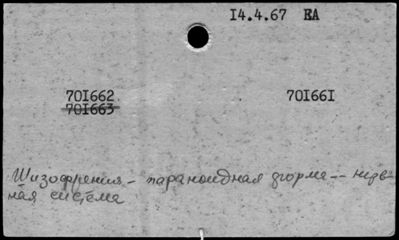 14.4.67 EA
701662 701661
701663
Шизофрения - параноидная форма -- нерв-
ная система